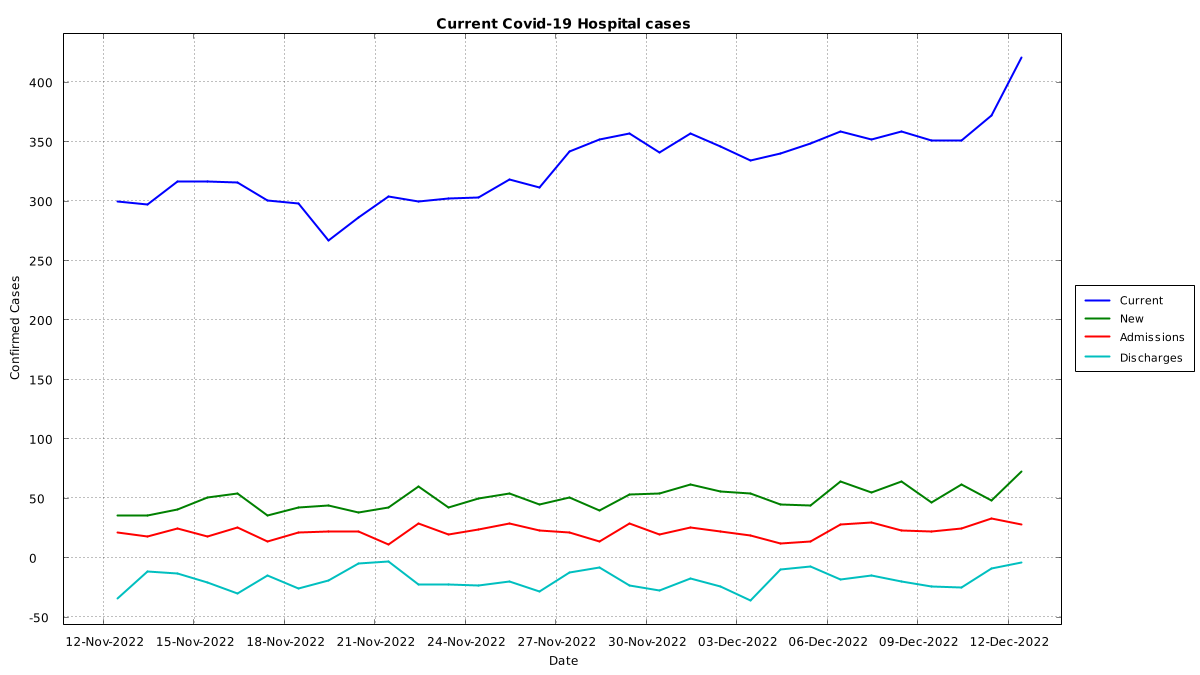 Current Covid-19 Hospital cases
400
350
300
250
200
150
100
50
0
-50
Confirmed Cases
12-Nov-2022 15-Nov-2022 18-Nov-2022 21-Nov-2022 24-Nov-2022 27-Nov-2022 30-Nov-2022 03-Dec-2022 06-Dec-2022 09-Dec-2022 12-Dec-2022
Date
Current
New
Admissions
Discharges